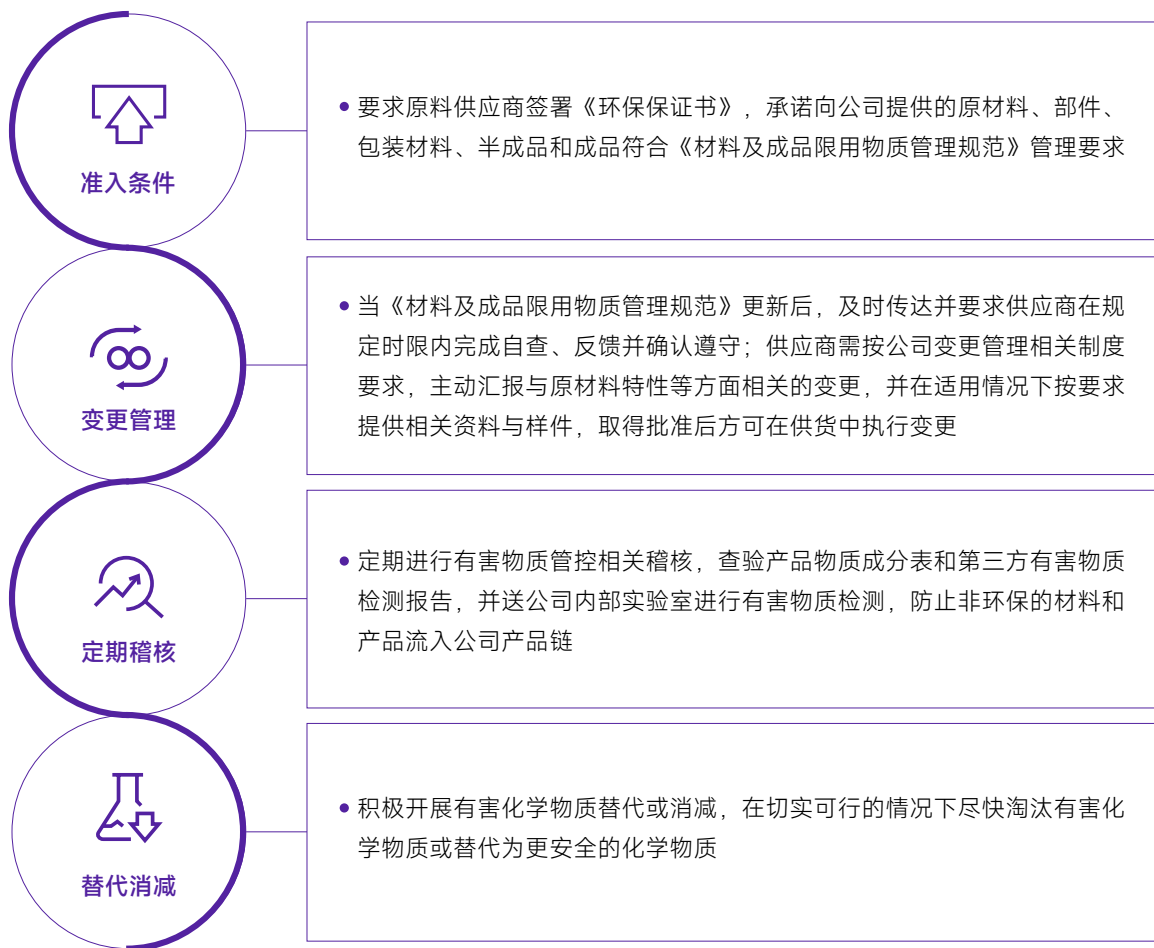 准入条件
• 要求原料供应商签署《环保保证书》，承诺向公司提供的原材料、部件、
包装材料、半成品和成品符合《材料及成品限用物质管理规范》管理要求
变更管理
• 当《材料及成品限用物质管理规范》更新后，及时传达并要求供应商在规
定时限内完成自查、反馈并确认遵守；供应商需按公司变更管理相关制度
要求，主动汇报与原材料特性等方面相关的变更，并在适用情况下按要求
提供相关资料与样件，取得批准后方可在供货中执行变更
定期稽核
• 定期进行有害物质管控相关稽核，查验产品物质成分表和第三方有害物质
检测报告，并送公司内部实验室进行有害物质检测，防止非环保的材料和
产品流入公司产品链
替代消减
• 积极开展有害化学物质替代或消减，在切实可行的情况下尽快淘汰有害化
学物质或替代为更安全的化学物质